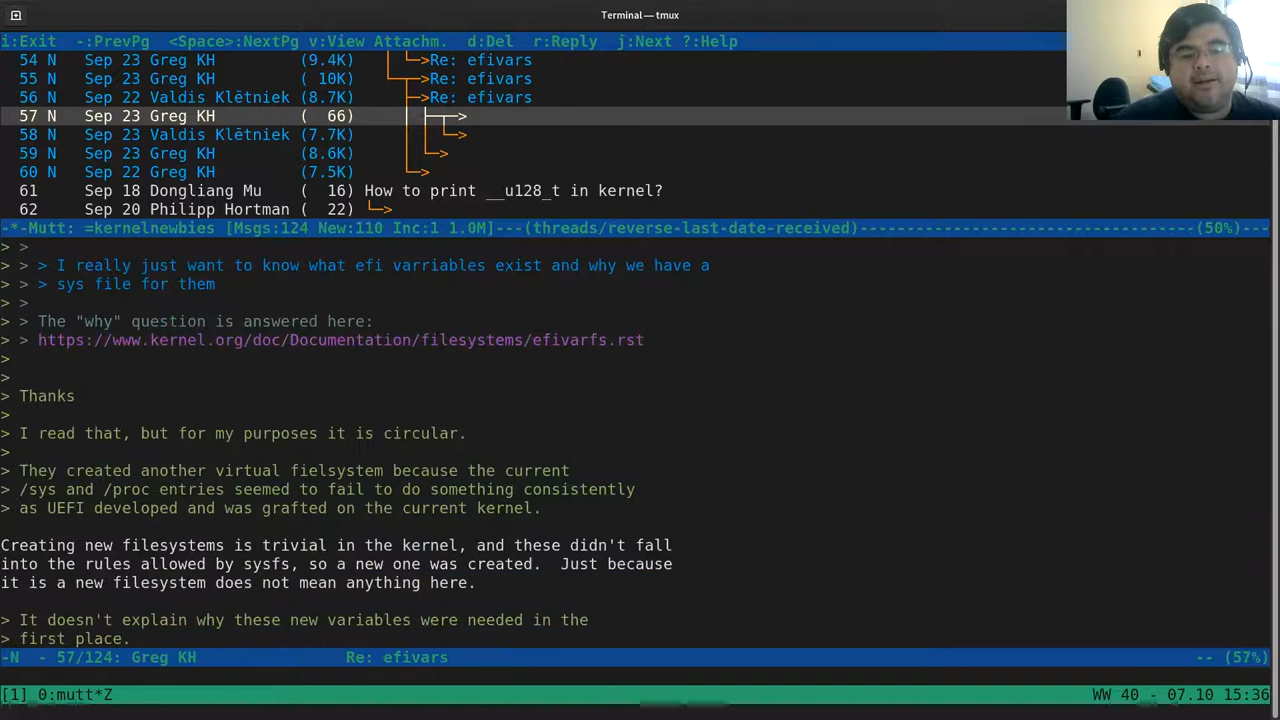 Terminal — tmux
i:Exit -:PrevPg <Space>:NextPg v:View Attachm. d:Del r:Reply j:Next ?:Help
54 N Sep 23 Greg KH (9.4K) │ └─>Re: efivars
55 N Sep 23 Greg KH ( 10K) └─┬─>Re: efivars
56 N Sep 22 Valdis Klētniek (8.7K) ├─>Re: efivars
57 N Sep 23 Greg KH ( 66) │ ├─┬─>
58 N Sep 23 Valdis Klētniek (7.7K) │ │ └─>
59 N Sep 23 Greg KH (8.6K) │ └─>
60 N Sep 22 Greg KH (7.5K) └─>
61 Sep 18 Dongliang Mu ( 16) How to print __u128_t in kernel?
62 Sep 20 Philipp Hortman ( 22) └─>
-*-Mutt: =kernelnewbies [Msgs:124 New:110 Inc:1 1.0M]---(threads/reverse-last-date-received)------------------------------------(50%)---
> >
> > > I really just want to know what efi varriables exist and why we have a
> > > sys file for them
> >
> > The "why" question is answered here:
> > https://www.kernel.org/doc/Documentation/filesystems/efivarfs.rst
>
>
> Thanks
>
> I read that, but for my purposes it is circular.
>
> They created another virtual fielsystem because the current
> /sys and /proc entries seemed to fail to do something consistently
> as UEFI developed and was grafted on the current kernel.
Creating new filesystems is trivial in the kernel, and these didn't fall
into the rules allowed by sysfs, so a new one was created.  Just because
it is a new filesystem does not mean anything here.
> It doesn't explain why these new variables were needed in the
> first place.
-N - 57/124: Greg KH Re: efivars -- (57%)
[1] 0:mutt*Z WW 40 - 07.10 15:36